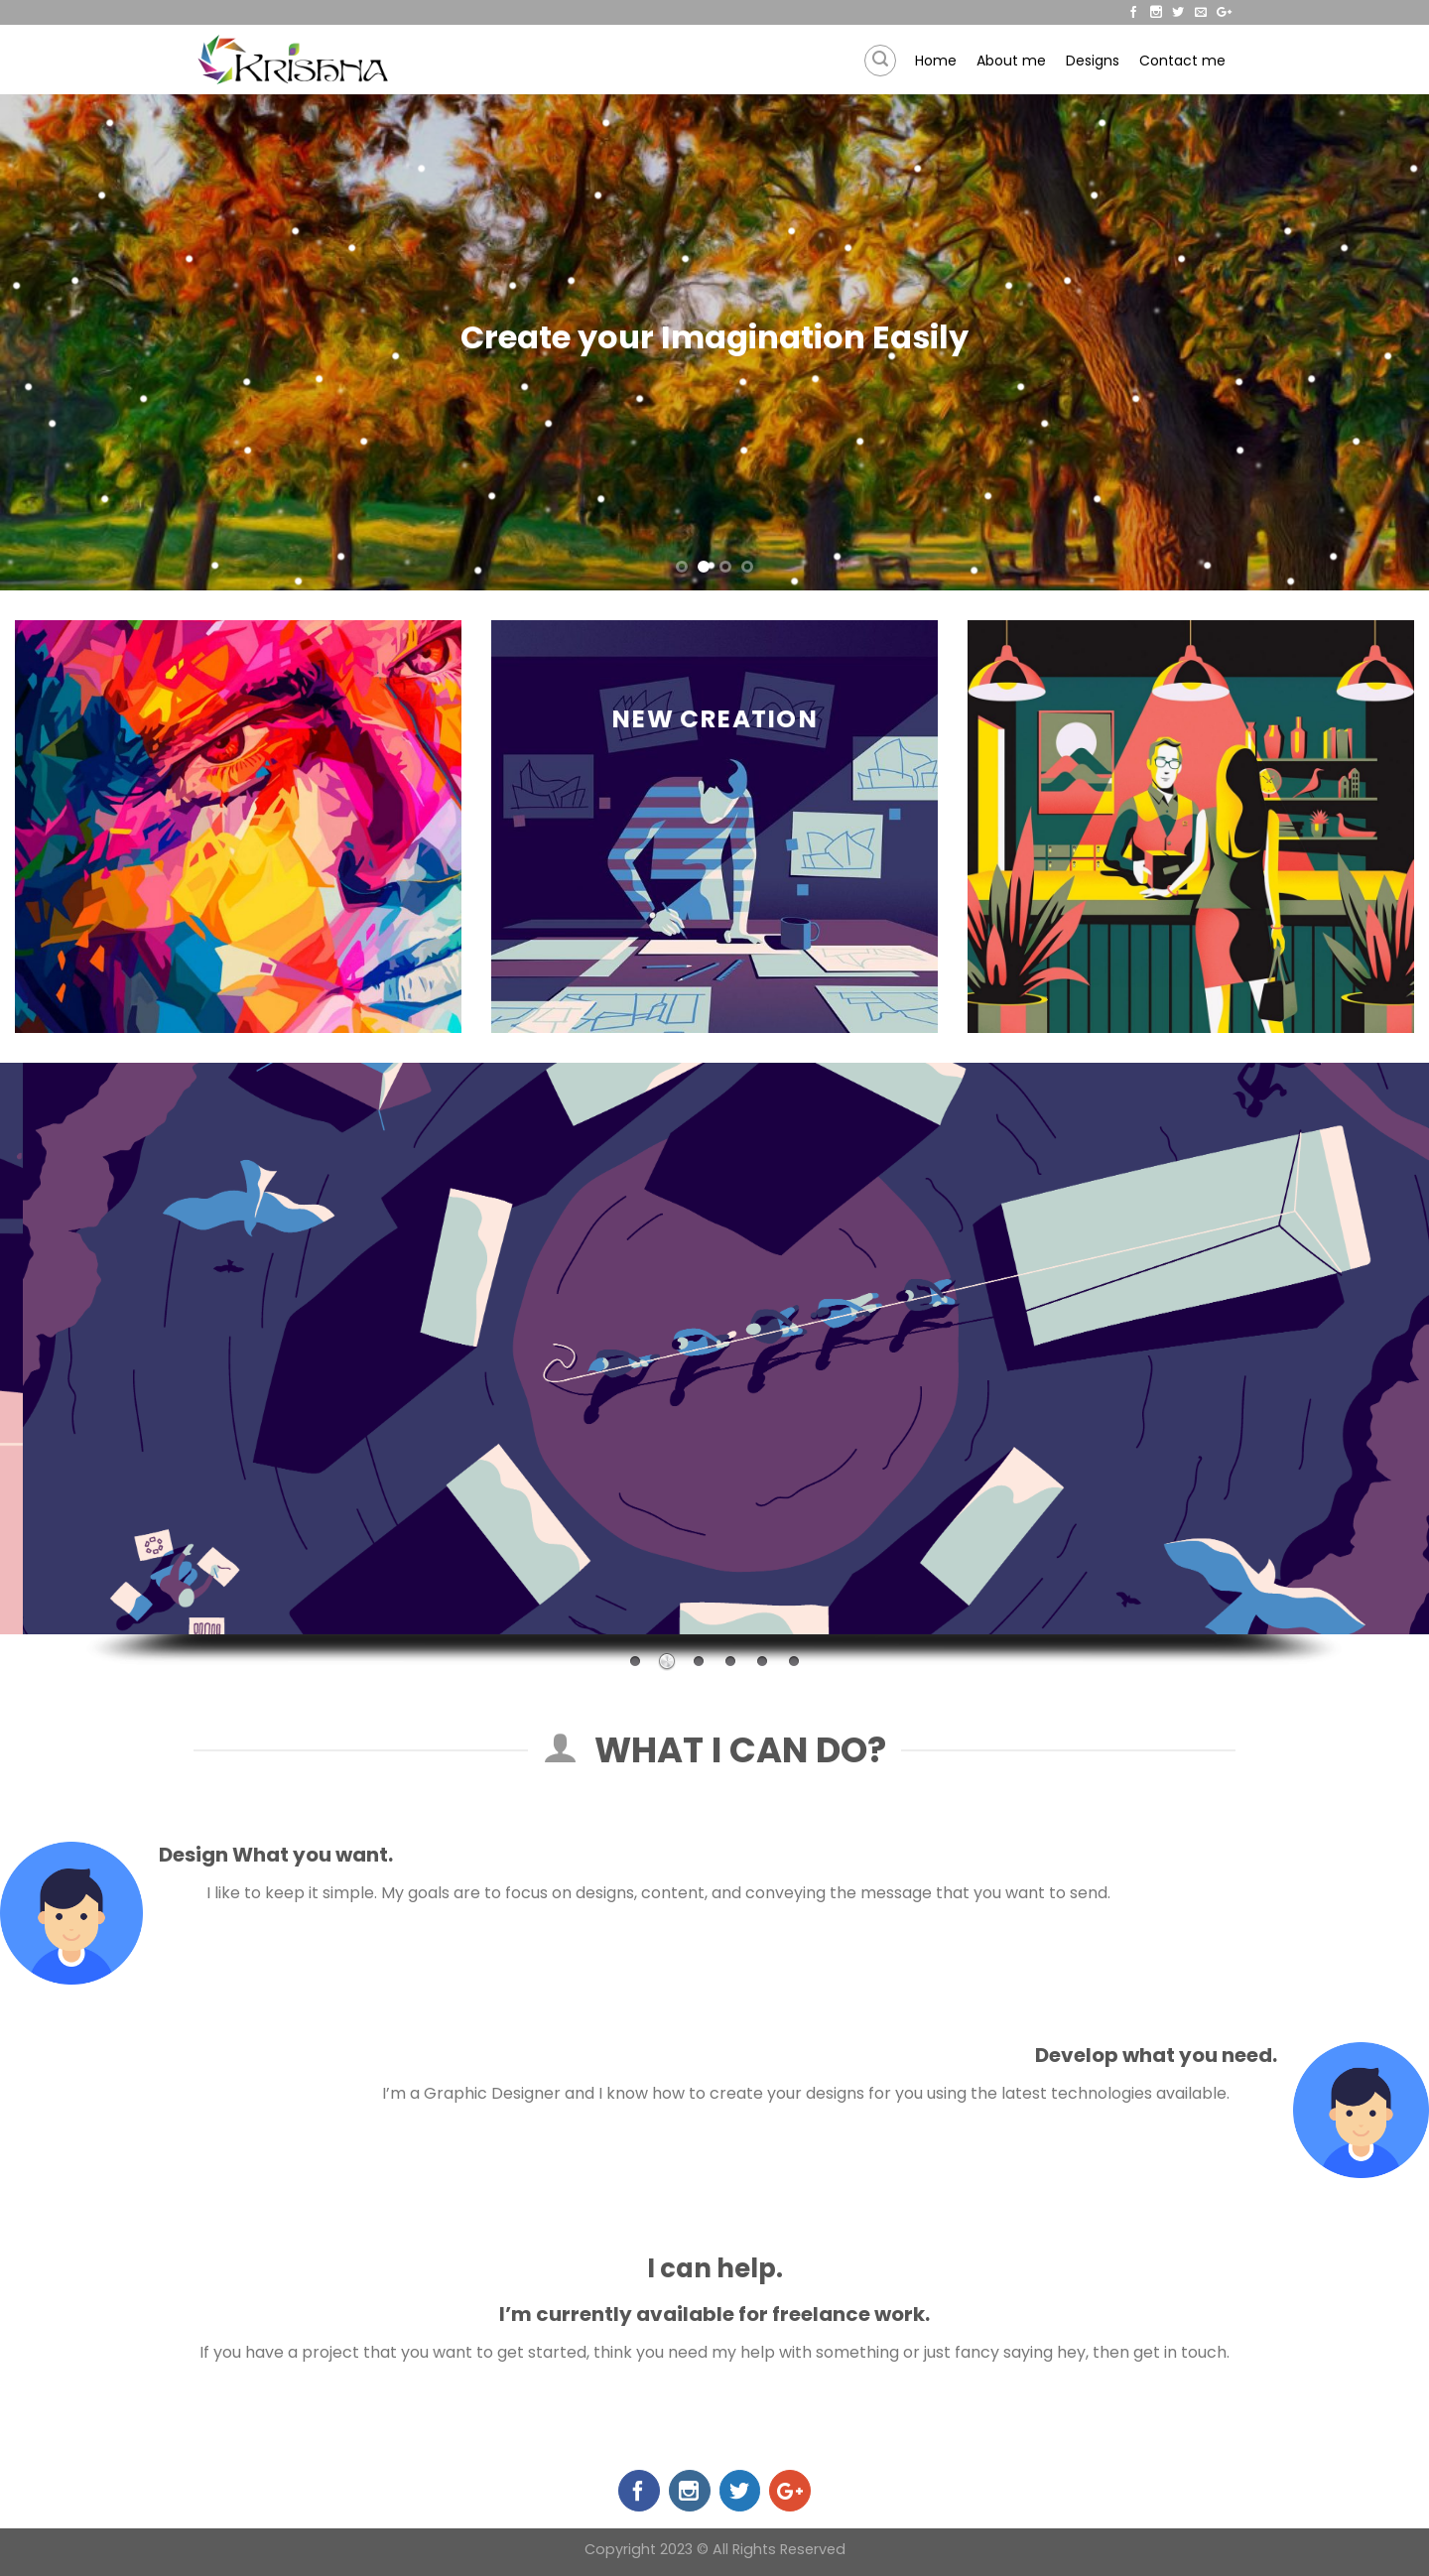 Krishna
Home About me Designs Contact me
Create your Imagination Easily
NEW CREATION
WHAT I CAN DO?
Design What you want.
I like to keep it simple. My goals are to focus on designs, content, and conveying the message that you want to send.
Develop what you need.
I’m a Graphic Designer and I know how to create your designs for you using the latest technologies available.
I can help.
I’m currently available for freelance work.
If you have a project that you want to get started, think you need my help with something or just fancy saying hey, then get in touch.
Copyright 2023 © All Rights Reserved